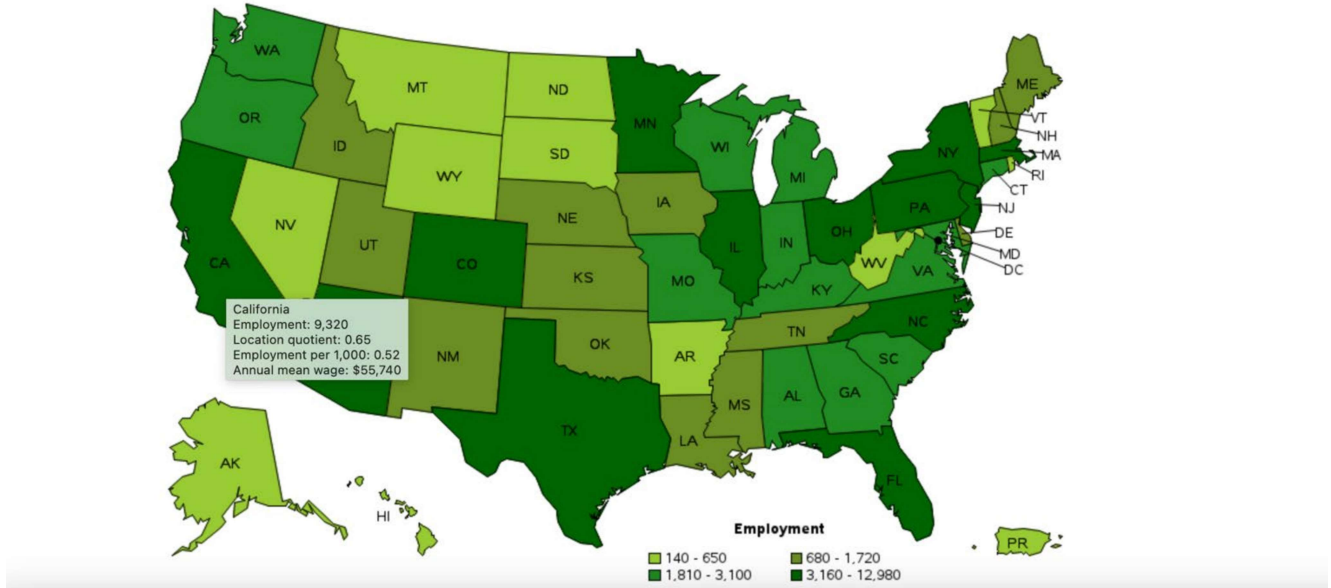 WA
OR
MT
ID
WY
ND
SD
MN
WI
MI
NY
ME
VT
NH
MA
RI
CT
NJ
DE
MD
DC
NV
UT
CO
CA
NE
KS
IA
MO
IL
IN
OH
PA
WV
VA
KY
TN
NC
SC
NM
OK
AR
TX
LA
MS
AL
GA
FL
AK
HI
PR
California
Employment: 9,320
Location quotient: 0.65
Employment per 1,000: 0.52
Annual mean wage: $55,740
Employment
140 - 650
680 - 1,720
1,810 - 3,100
3,160 - 12,980